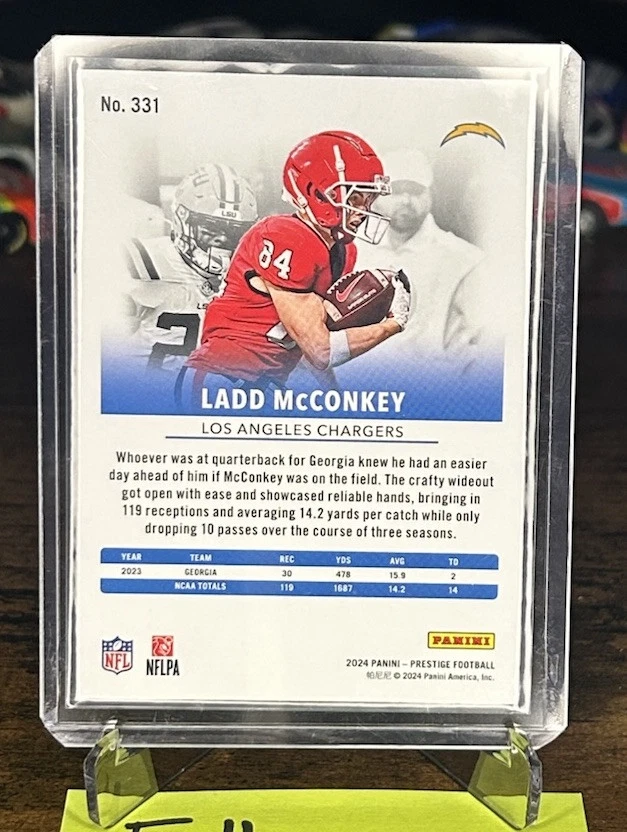 No. 331
LSU
84
LS
2
LADD McCONKEY
LOS ANGELES CHARGERS
Whoever was at quarterback for Georgia knew he had an easier
day ahead of him if McConkey was on the field. The crafty wideout
got open with ease and showcased reliable hands, bringing in
119 receptions and averaging 14.2 yards per catch while only
dropping 10 passes over the course of three seasons.
YEAR TEAM REC YDS AVG TD
2023 GEORGIA 30 478 15.9 2
NCAA TOTALS 119 1687 14.2 14
PANINI
NFL NFLPA
2024 PANINI – PRESTIGE FOOTBALL
帕尼尼 © 2024 Panini America, Inc.